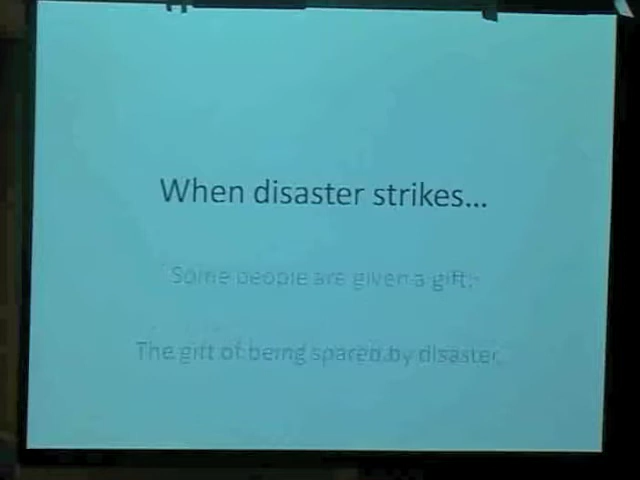 When disaster strikes...
Some people are given a gift:
The gift of being spared by disaster.